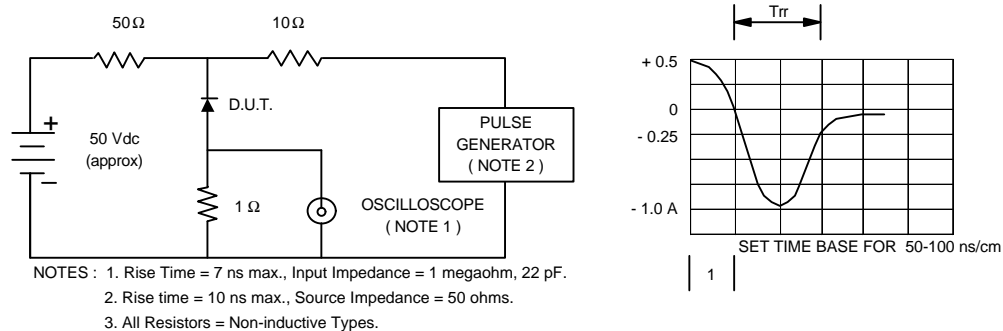 50Ω
10Ω
D.U.T.
+
50 Vdc
(approx)
−
1 Ω
OSCILLOSCOPE
( NOTE 1 )
PULSE
GENERATOR
( NOTE 2 )
NOTES : 1. Rise Time = 7 ns max., Input Impedance = 1 megaohm, 22 pF.
2. Rise time = 10 ns max., Source Impedance = 50 ohms.
3. All Resistors = Non-inductive Types.
Trr
+ 0.5
0
- 0.25
- 1.0 A
SET TIME BASE FOR 50-100 ns/cm
1